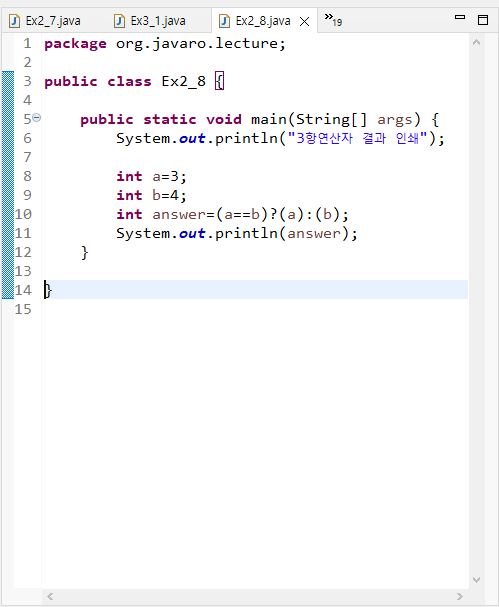 Ex2_7.java Ex3_1.java Ex2_8.java »19
1 package org.javaro.lecture;
2
3 public class Ex2_8 {
4
5 public static void main(String[] args) {
6 System.out.println("3항연산자 결과 인쇄");
7
8 int a=3;
9 int b=4;
10 int answer=(a==b)?(a):(b);
11 System.out.println(answer);
12 }
13
14 }
15